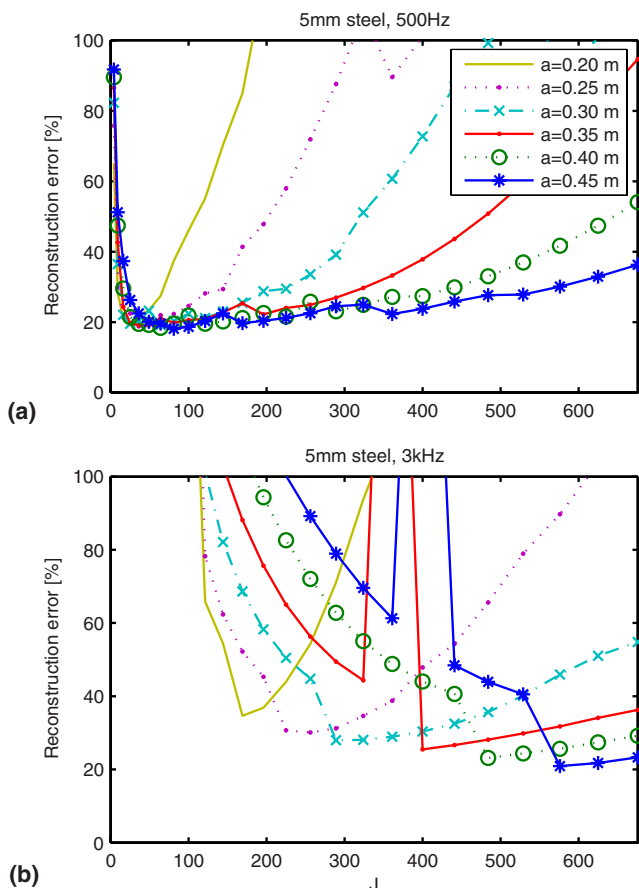 5mm steel, 500Hz
100
80
60
40
20
0
Reconstruction error [%]
a=0.20 m
a=0.25 m
a=0.30 m
a=0.35 m
a=0.40 m
a=0.45 m
0 100 200 300 400 500 600
(a)
5mm steel, 3kHz
100
80
60
40
20
0
Reconstruction error [%]
0 100 200 300 400 500 600
(b)